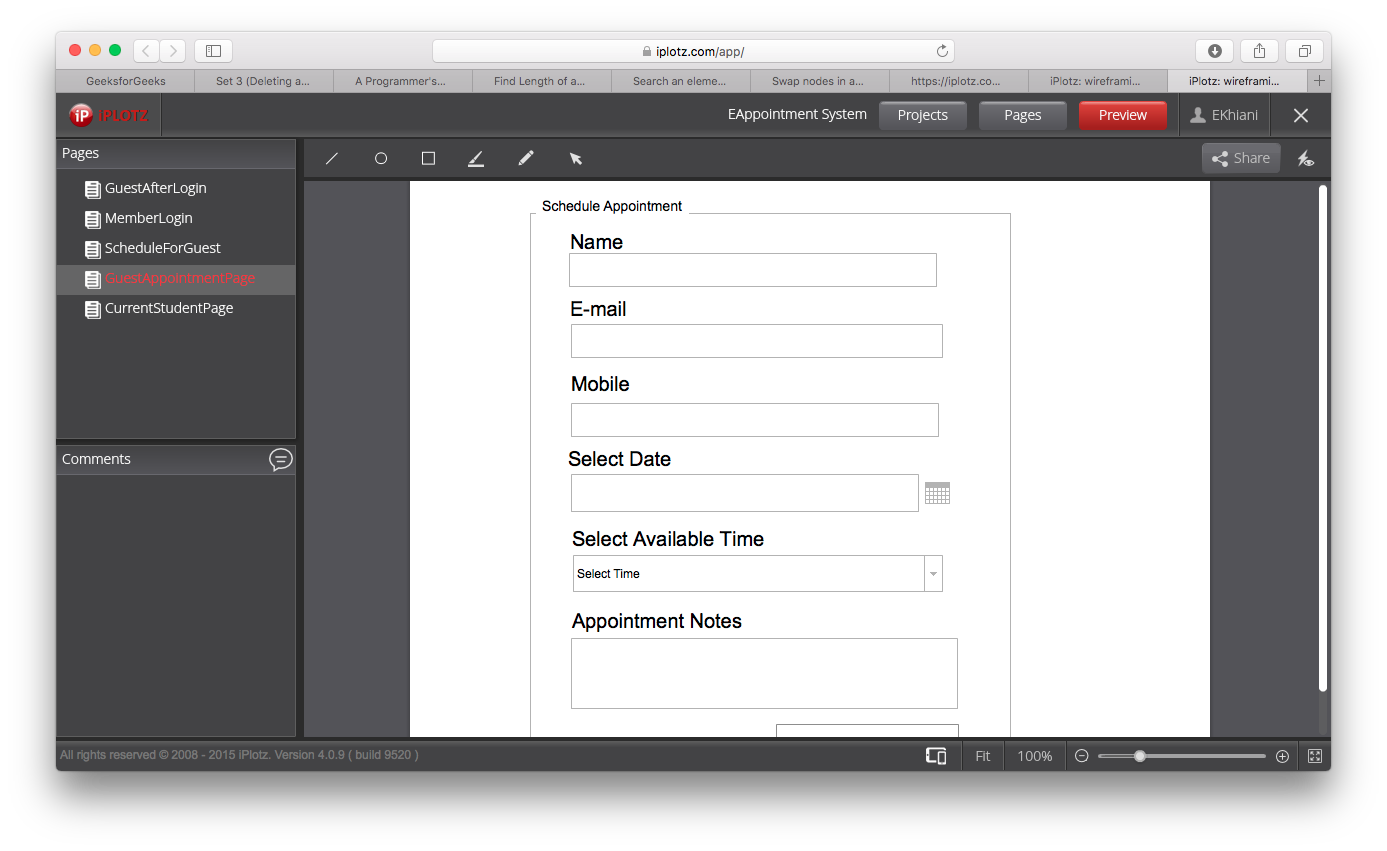 iplotz.com/app/
GeeksforGeeks
Set 3 (Deleting a...
A Programmer's...
Find Length of a...
Search an eleme...
Swap nodes in a...
https://iplotz.co...
iPlotz: wireframi...
iPlotz: wireframi...
iP IPLOTZ
EAppointment System
Projects
Pages
Preview
EKhiani
Pages
Share
GuestAfterLogin
MemberLogin
ScheduleForGuest
GuestAppointmentPage
CurrentStudentPage
Comments
Schedule Appointment
Name
E-mail
Mobile
Select Date
Select Available Time
Select Time
Appointment Notes
All rights reserved © 2008 - 2015 iPlotz. Version 4.0.9 ( build 9520 )
Fit
100%